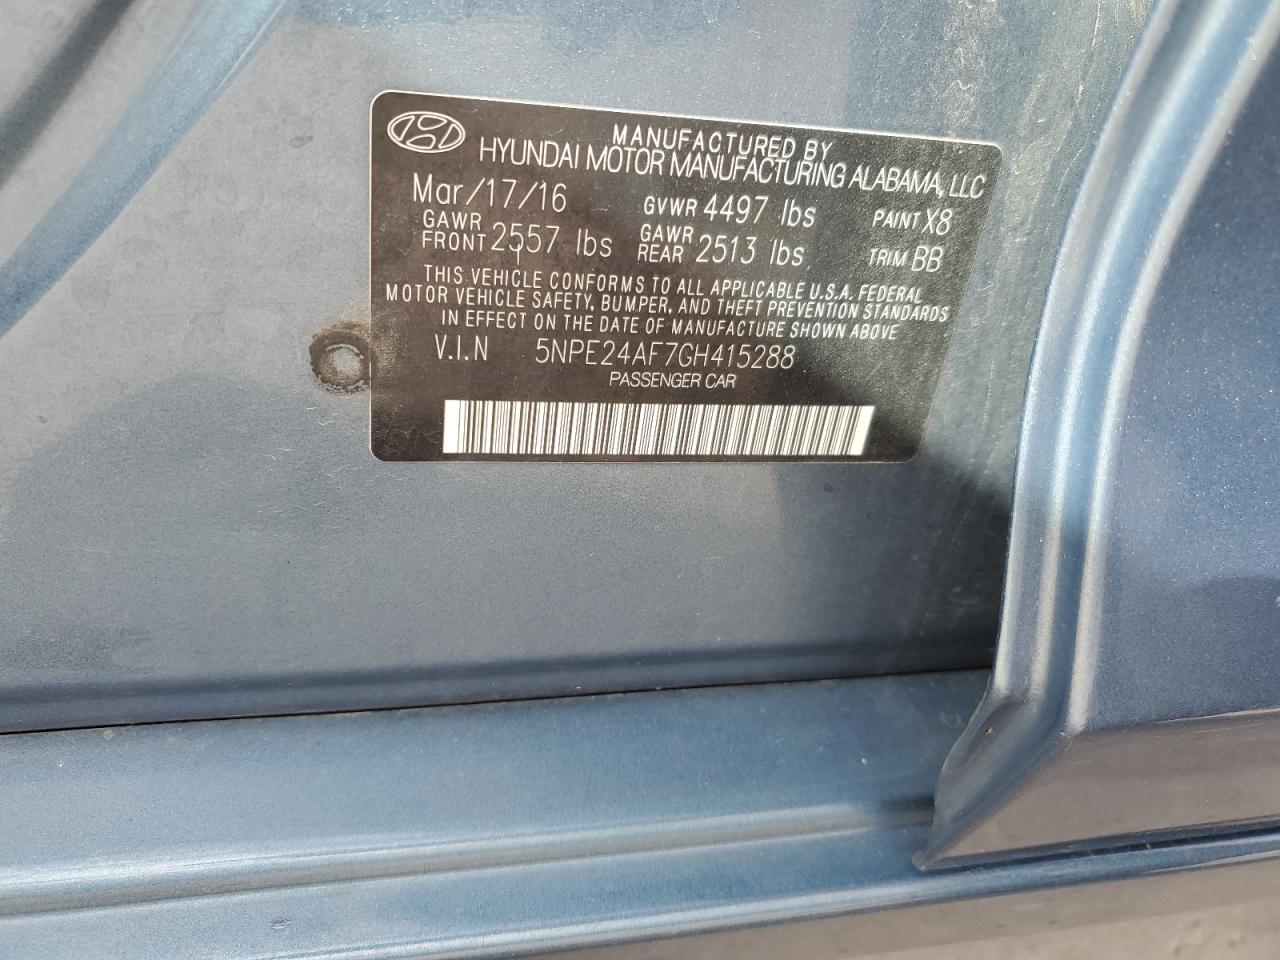 MANUFACTURED BY
HYUNDAI MOTOR MANUFACTURING ALABAMA, LLC
Mar/17/16 GVWR 4497 lbs PAINT X8
GAWR FRONT 2557 lbs GAWR REAR 2513 lbs TRIM BB
THIS VEHICLE CONFORMS TO ALL APPLICABLE U.S.A. FEDERAL
MOTOR VEHICLE SAFETY, BUMPER, AND THEFT PREVENTION STANDARDS
IN EFFECT ON THE DATE OF MANUFACTURE SHOWN ABOVE
V.I.N 5NPE24AF7GH415288
PASSENGER CAR